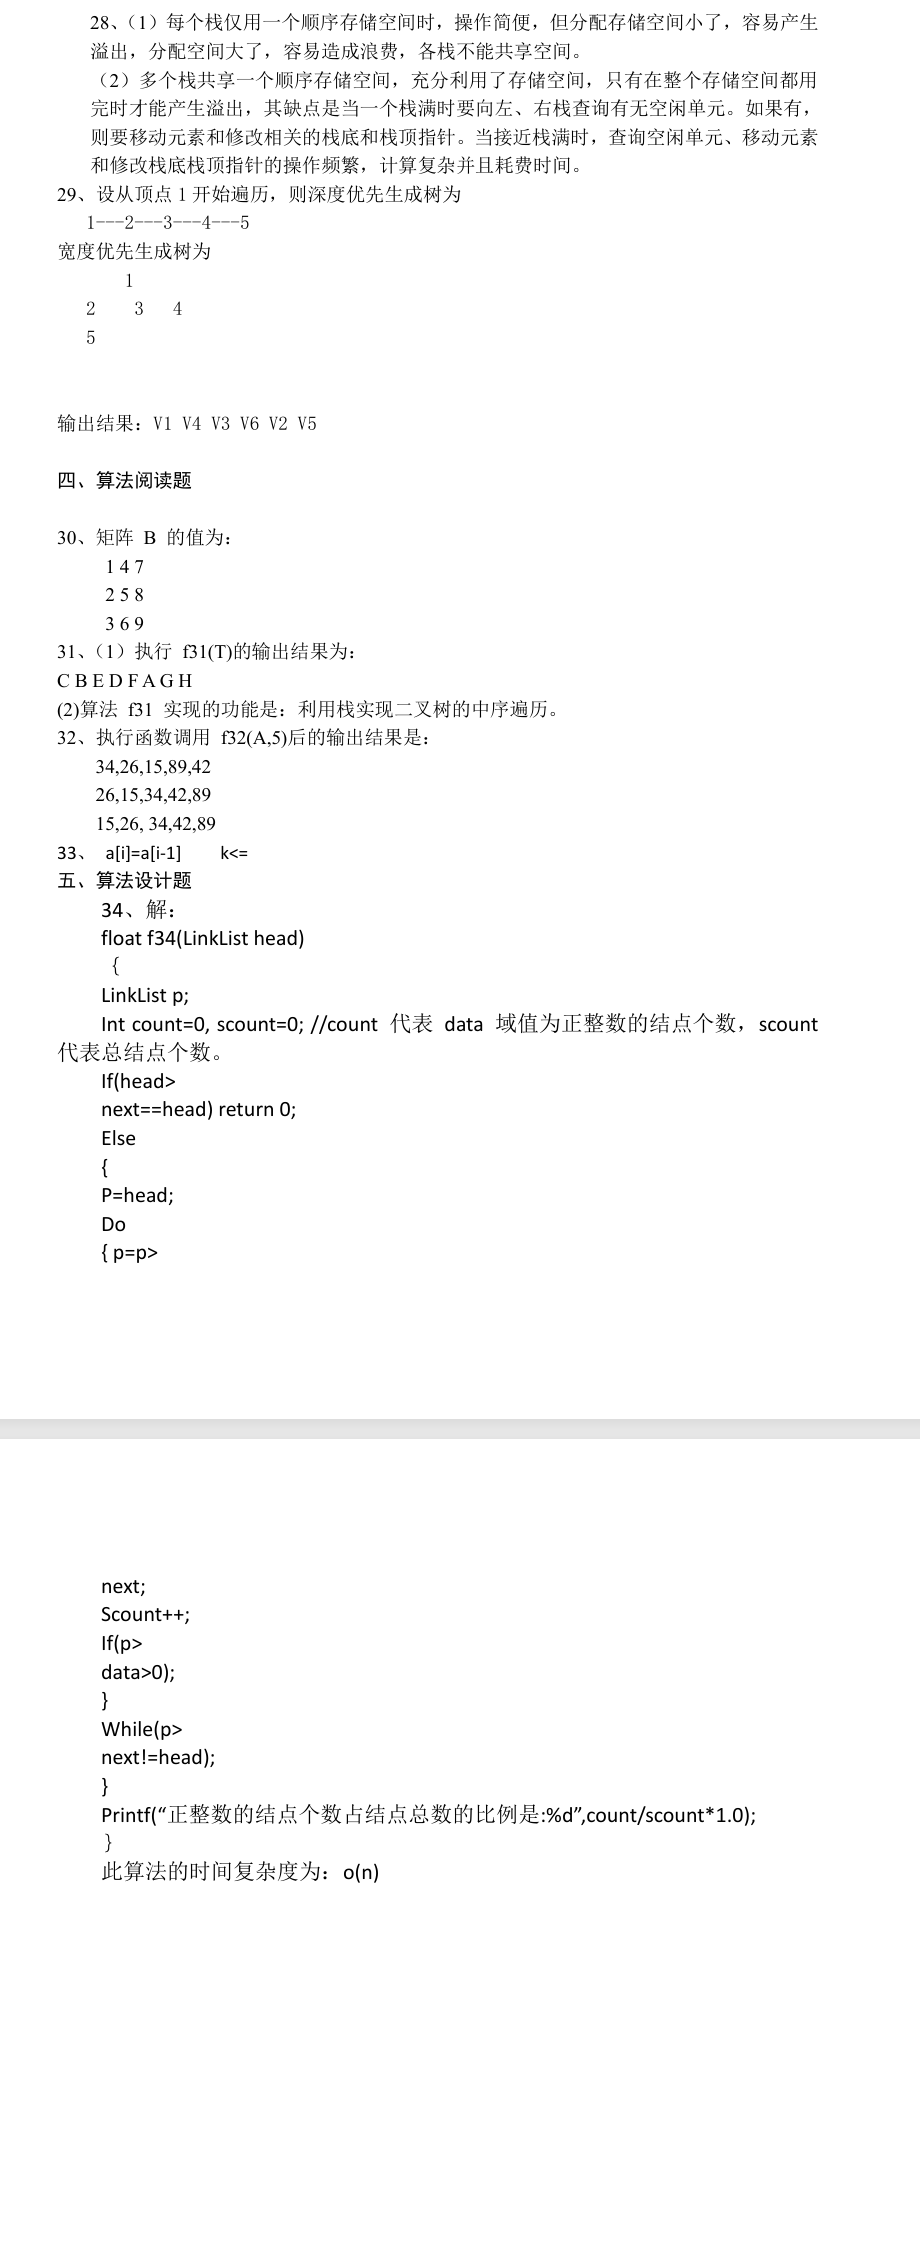 28、（1）每个栈仅用一个顺序存储空间时，操作简便，但分配存储空间小了，容易产生
溢出，分配空间大了，容易造成浪费，各栈不能共享空间。
（2）多个栈共享一个顺序存储空间，充分利用了存储空间，只有在整个存储空间都用
完时才能产生溢出，其缺点是当一个栈满时要向左、右栈查询有无空闲单元。如果有，
则要移动元素和修改相关的栈底和栈顶指针。当接近栈满时，查询空闲单元、移动元素
和修改栈底栈顶指针的操作频繁，计算复杂并且耗费时间。
29、设从顶点 1 开始遍历，则深度优先生成树为
1---2---3---4---5
宽度优先生成树为
1
2 3 4
5
输出结果：V1 V4 V3 V6 V2 V5
四、算法阅读题
30、矩阵 B 的值为：
1 4 7
2 5 8
3 6 9
31、（1）执行 f31(T)的输出结果为：
C B E D F A G H
(2)算法 f31 实现的功能是：利用栈实现二叉树的中序遍历。
32、执行函数调用 f32(A,5)后的输出结果是：
34,26,15,89,42
26,15,34,42,89
15,26, 34,42,89
33、 a[i]=a[i-1] k<=
五、算法设计题
34、解：
float f34(LinkList head)
{
LinkList p;
Int count=0, scount=0; //count 代表 data 域值为正整数的结点个数，scount
代表总结点个数。
If(head>
next==head) return 0;
Else
{
P=head;
Do
{ p=p>
next;
Scount++;
If(p>
data>0);
}
While(p>
next!=head);
}
Printf(“正整数的结点个数占结点总数的比例是:%d”,count/scount*1.0);
}
此算法的时间复杂度为：o(n)